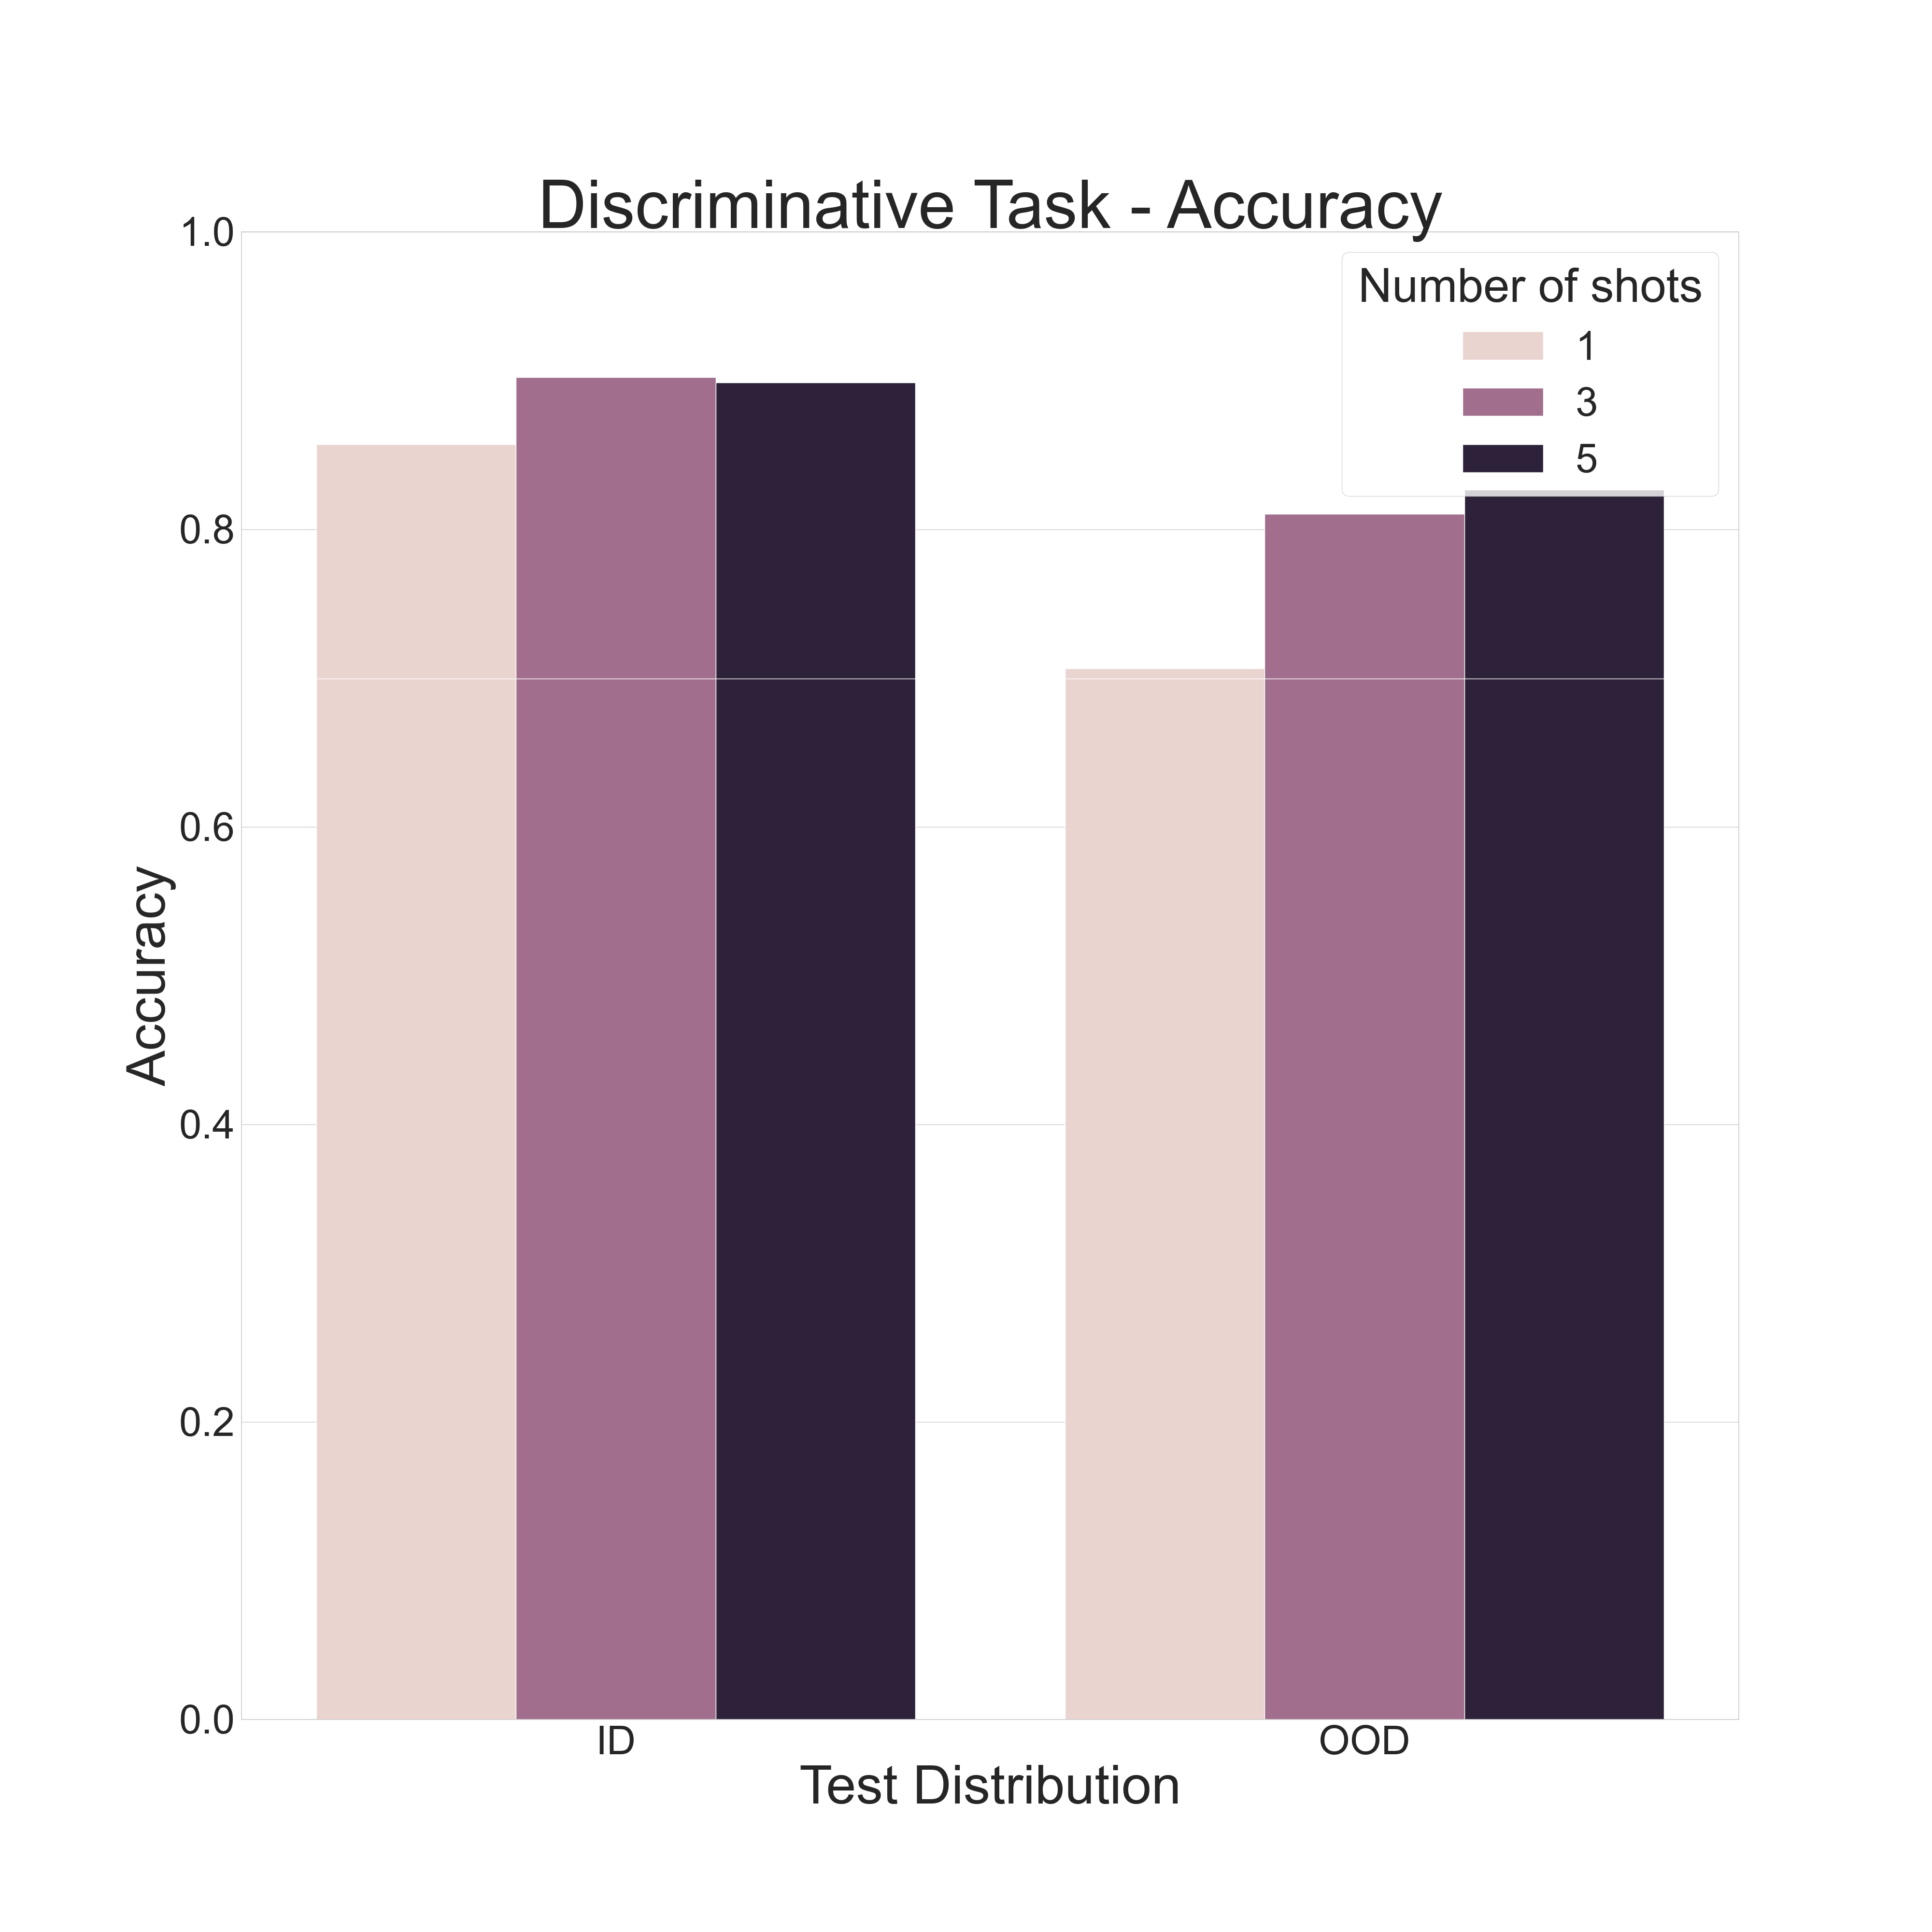 Discriminative Task - Accuracy
1.0
0.8
0.6
0.4
0.2
0.0
Accuracy
Number of shots
1
3
5
ID
OOD
Test Distribution